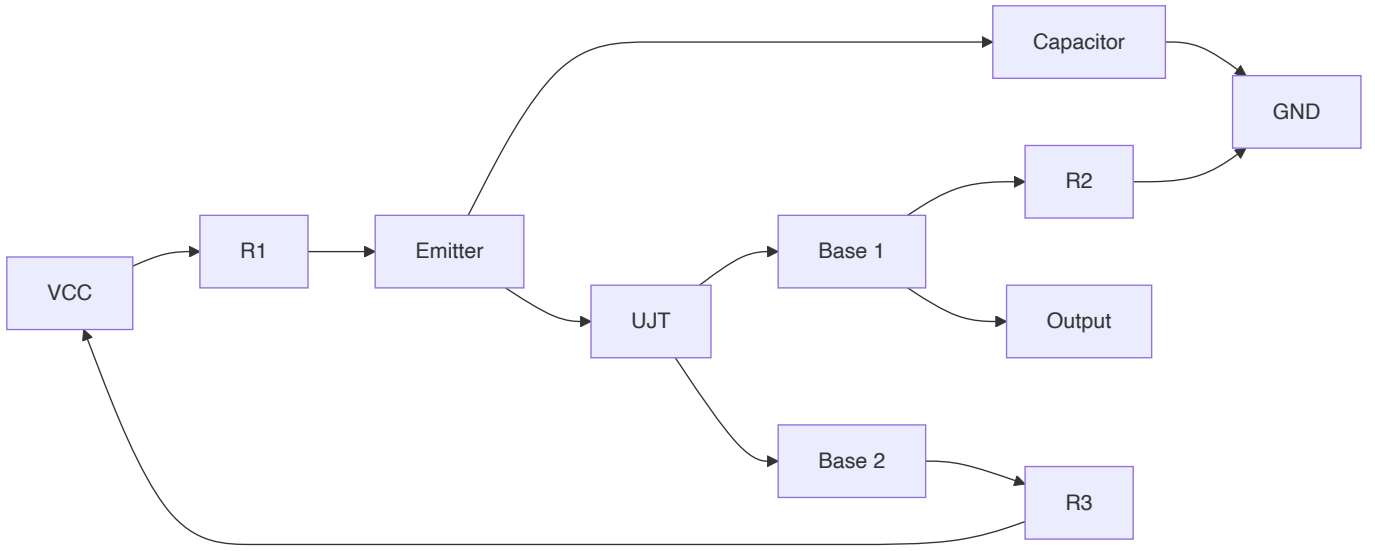 Capacitor
GND
R2
VCC
R1
Emitter
Base 1
UJT
Output
Base 2
R3